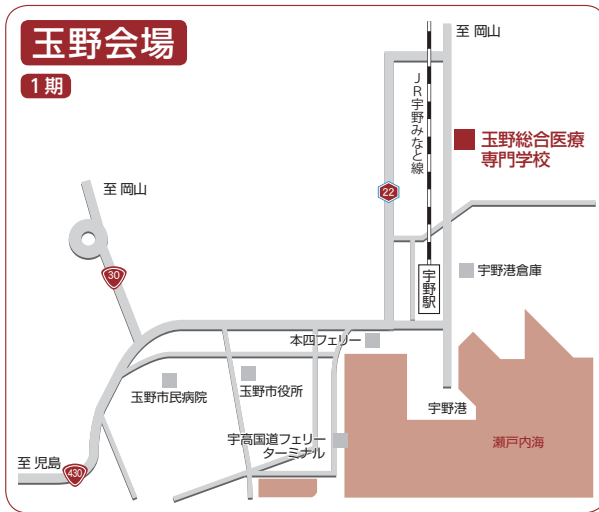 玉野会場
1期
至 岡山
JR宇野みなと線
玉野総合医療
専門学校
至 岡山
22
30
宇野港倉庫
宇野駅
本四フェリー
玉野市民病院
玉野市役所
宇野港
宇高国道フェリー
ターミナル
瀬戸内海
至 児島
430